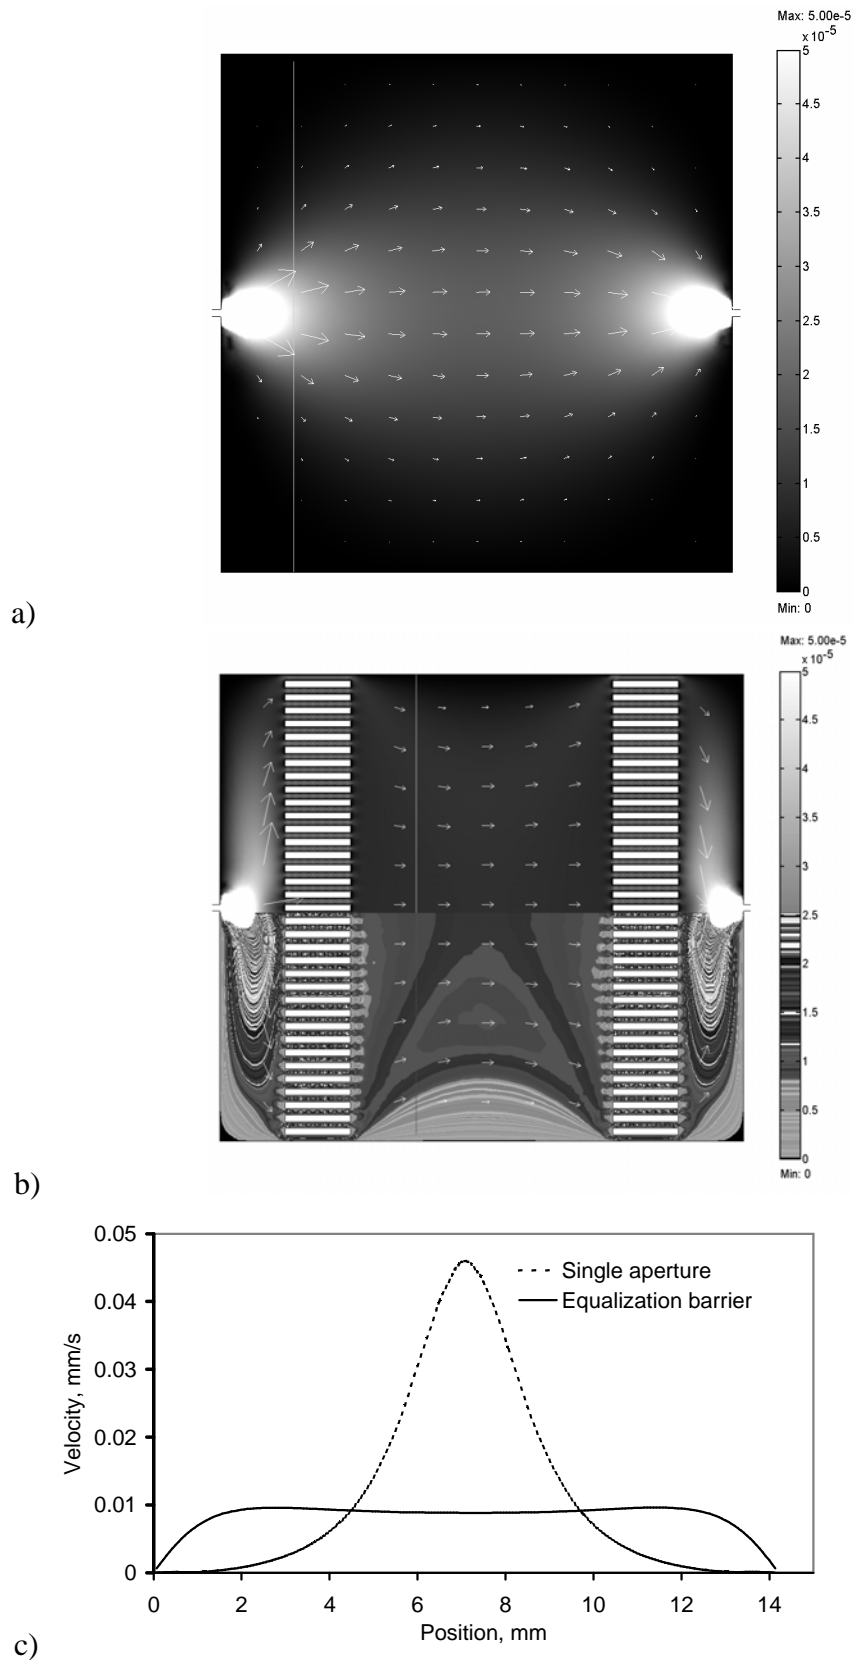 Max: 5.00e-5
x 10-5
5
4.5
4
3.5
3
2.5
2
1.5
1
0.5
0
Min: 0
a)
Max: 5.00e-5
x 10-5
5
4.5
4
3.5
3
2.5
2
1.5
1
0.5
0
Min: 0
b)
0.05
0.04
0.03
0.02
0.01
0
Velocity, mm/s
Single aperture
Equalization barrier
0 2 4 6 8 10 12 14
Position, mm
c)